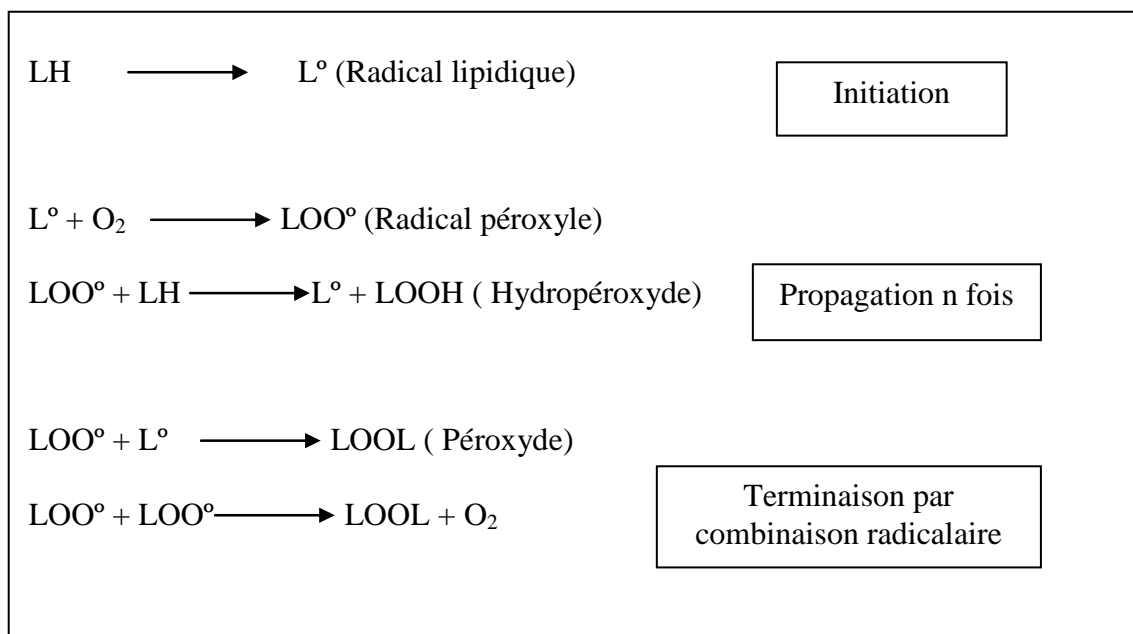 LH → Lº (Radical lipidique)
Initiation
Lº + O₂ → LOOº (Radical péroxyle)
LOOº + LH → Lº + LOOH ( Hydropéroxyde)
Propagation n fois
LOOº + Lº → LOOL ( Péroxyde)
LOOº + LOOº → LOOL + O₂
Terminaison par
combinaison radicalaire